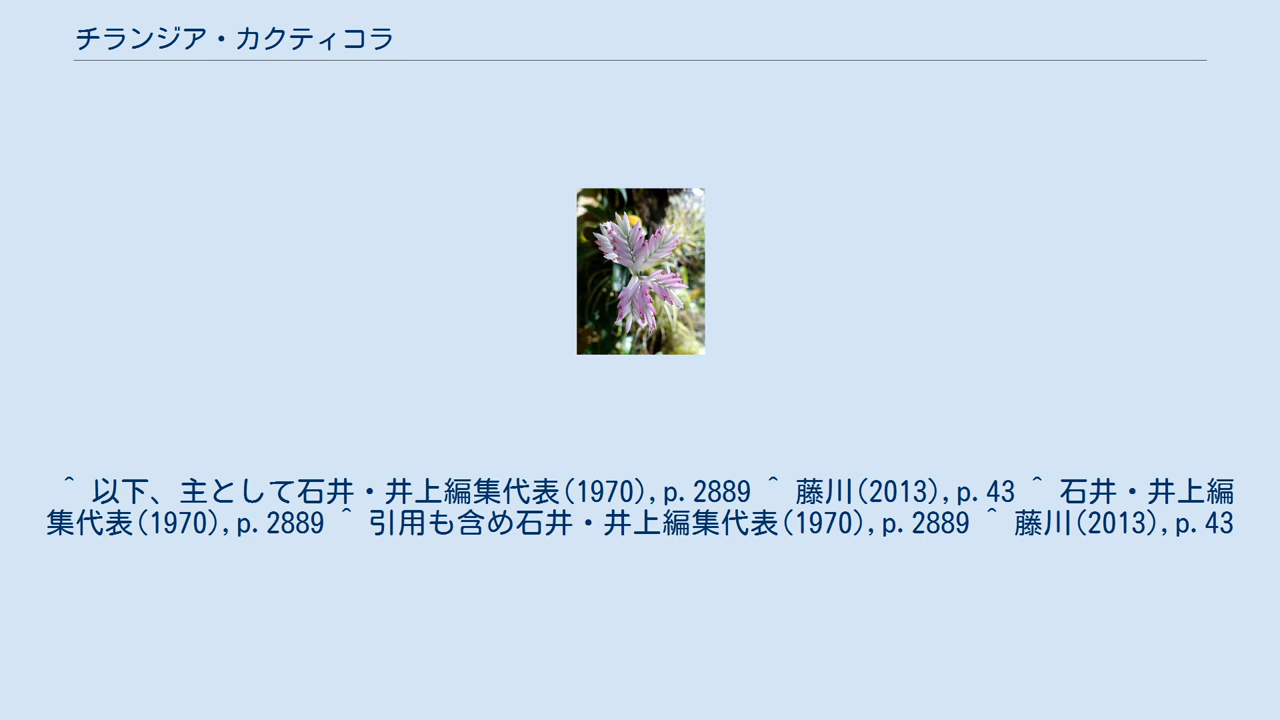 チランジア・カクティコラ
^ 以下、主として石井・井上編集代表(1970),p.2889 ^ 藤川(2013),p.43 ^ 石井・井上編
集代表(1970),p.2889 ^ 引用も含め石井・井上編集代表(1970),p.2889 ^ 藤川(2013),p.43